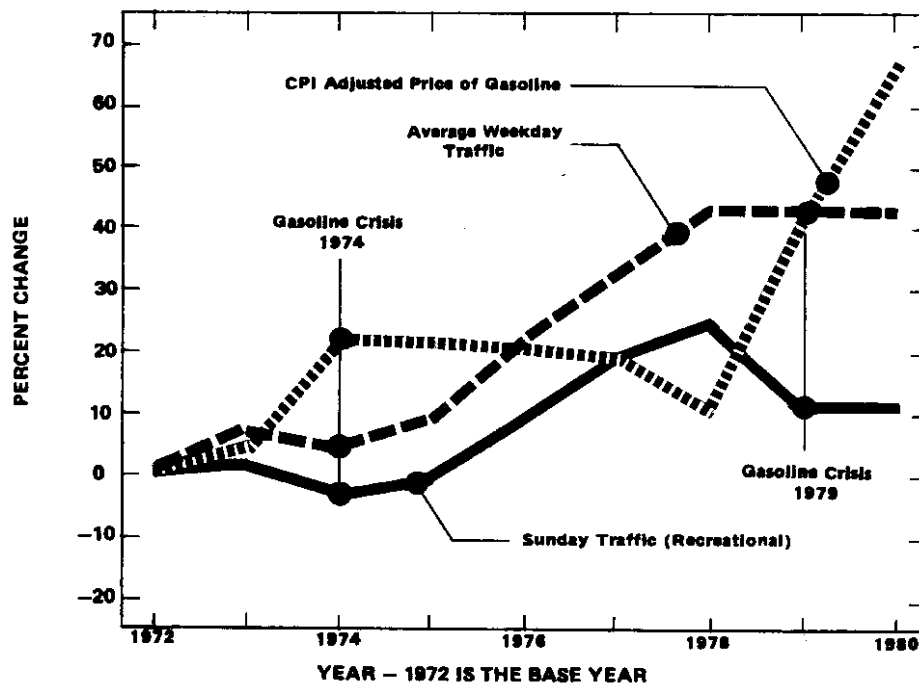 70
60
50
40
30
20
10
0
–10
–20
PERCENT CHANGE
CPI Adjusted Price of Gasoline
Average Weekday
Traffic
Gasoline Crisis
1974
Gasoline Crisis
1979
Sunday Traffic (Recreational)
1972
1974
1976
1978
1980
YEAR – 1972 IS THE BASE YEAR